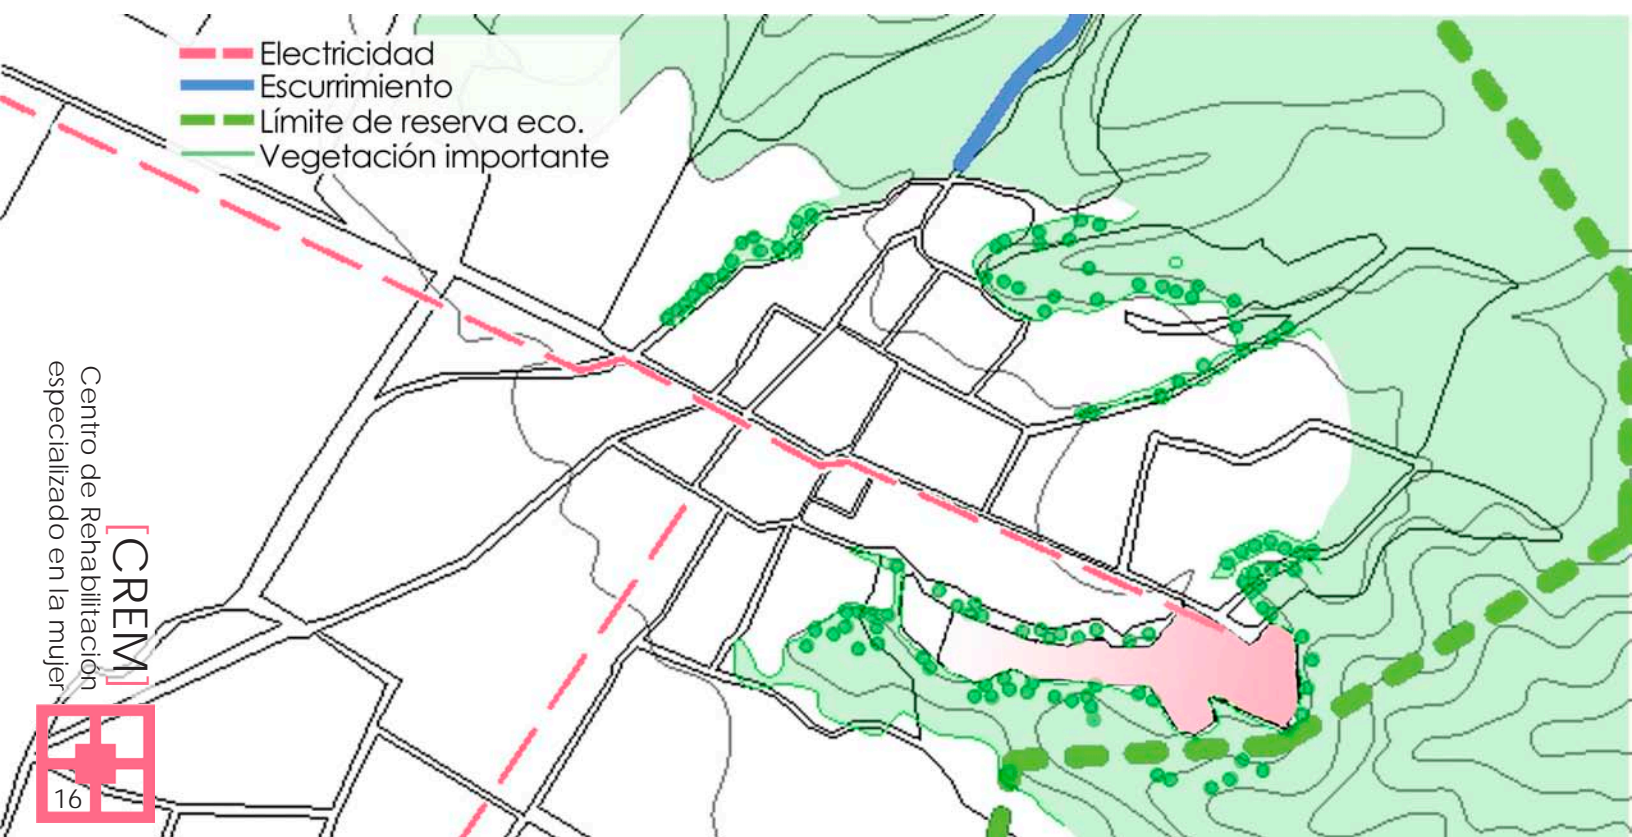 Electricidad
Escurrimiento
Límite de reserva eco.
Vegetación importante
[CREM]
Centro de Rehabilitación
especializado en la mujer
16